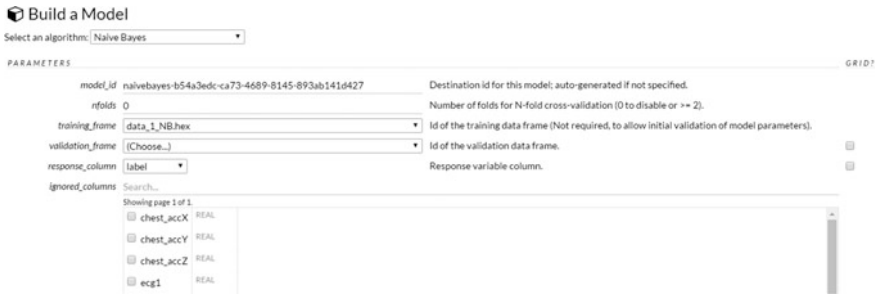 Build a Model
Select an algorithm: Naive Bayes
PARAMETERS GRID?
model_id naivebayes-b54a3edc-ca73-4689-8145-893ab141d427 Destination id for this model; auto-generated if not specified.
nfolds 0 Number of folds for N-fold cross-validation (0 to disable or >= 2).
training_frame data_1_NB.hex Id of the training data frame (Not required, to allow initial validation of model parameters).
validation_frame (Choose...) Id of the validation data frame.
response_column label Response variable column.
ignored_columns Search...
Showing page 1 of 1.
chest_accX REAL
chest_accY REAL
chest_accZ REAL
ecg1 REAL